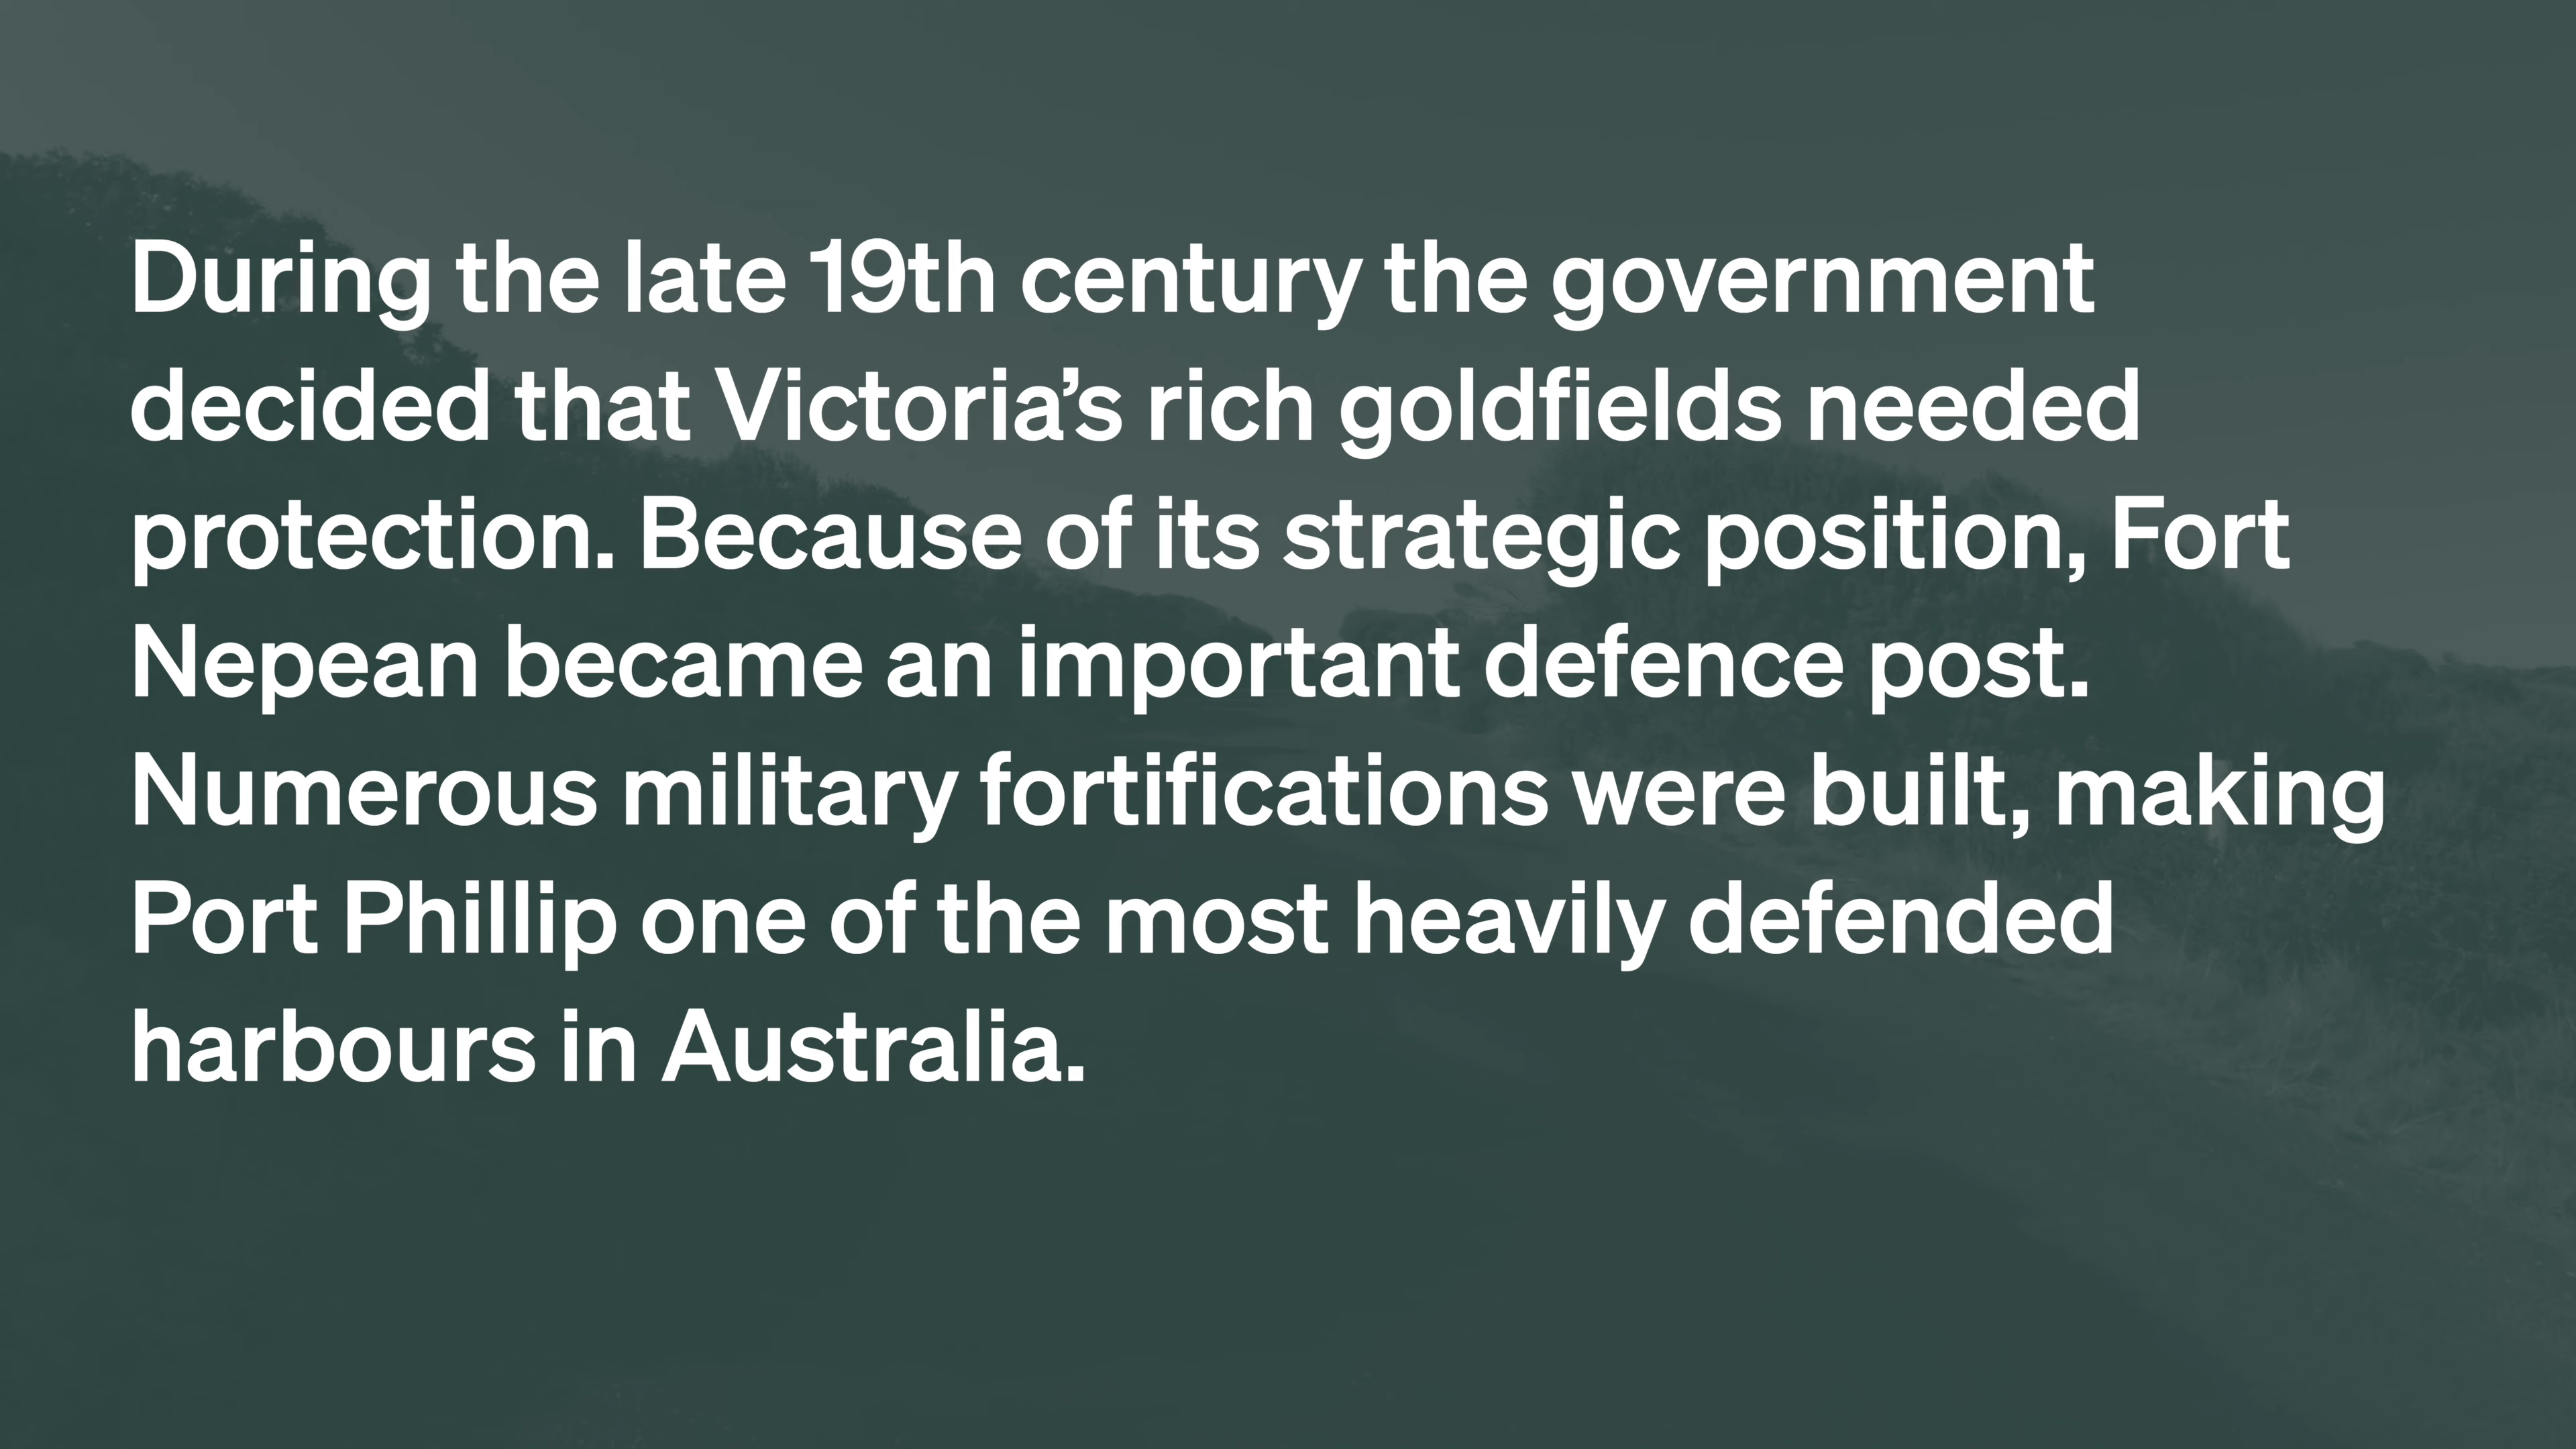 During the late 19th century the government
decided that Victoria’s rich goldfields needed
protection. Because of its strategic position, Fort
Nepean became an important defence post.
Numerous military fortifications were built, making
Port Phillip one of the most heavily defended
harbours in Australia.